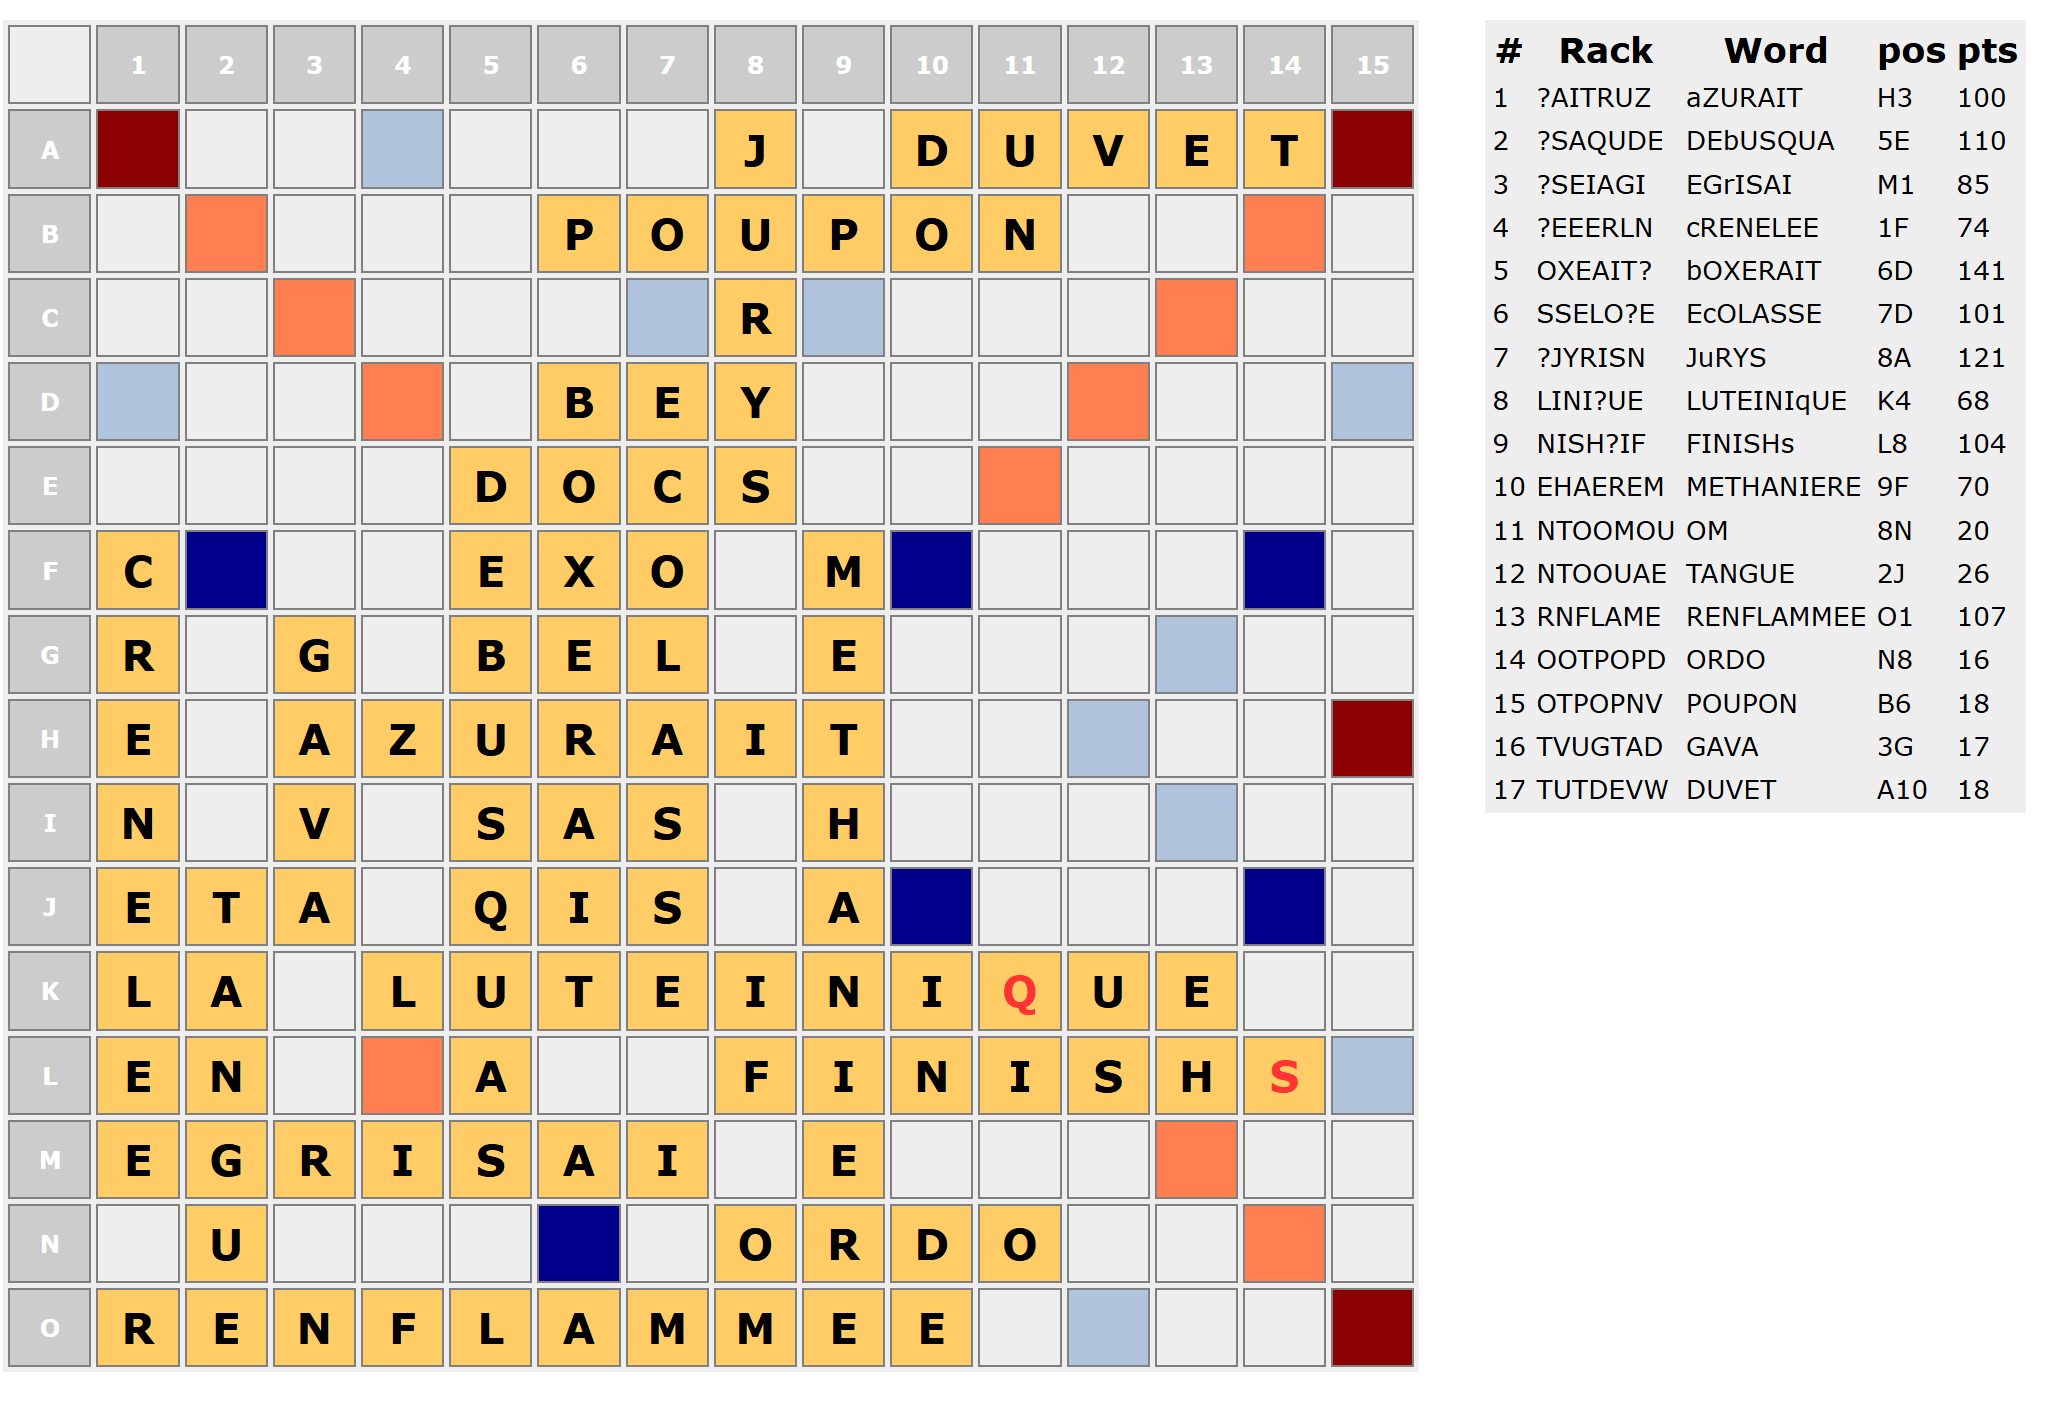 1 2 3 4 5 6 7 8 9 10 11 12 13 14 15
A J D U V E T
B P O U P O N
C R
D B E Y
E D O C S
F C E X O M
G R G B E L E
H E A Z U R A I T
I N V S A S H
J E T A Q I S A
K L A L U T E I N I Q U E
L E N A F I N I S H S
M E G R I S A I E
N U O R D O
O R E N F L A M M E E
# Rack Word pos pts
1 ?AITRUZ aZURAIT H3 100
2 ?SAQUDE DEbUSQUA 5E 110
3 ?SEIAGI EGrISAI M1 85
4 ?EEERLN cRENELEE 1F 74
5 OXEAIT? bOXERAIT 6D 141
6 SSELO?E EcOLASSE 7D 101
7 ?JYRISN JuRYS 8A 121
8 LINI?UE LUTEINIqUE K4 68
9 NISH?IF FINISHs L8 104
10 EHAEREM METHANIERE 9F 70
11 NTOOMOU OM 8N 20
12 NTOOUAE TANGUE 2J 26
13 RNFLAME RENFLAMMEE O1 107
14 OOTPOPD ORDO N8 16
15 OTPOPNV POUPON B6 18
16 TVUGTAD GAVA 3G 17
17 TUTDEVW DUVET A10 18